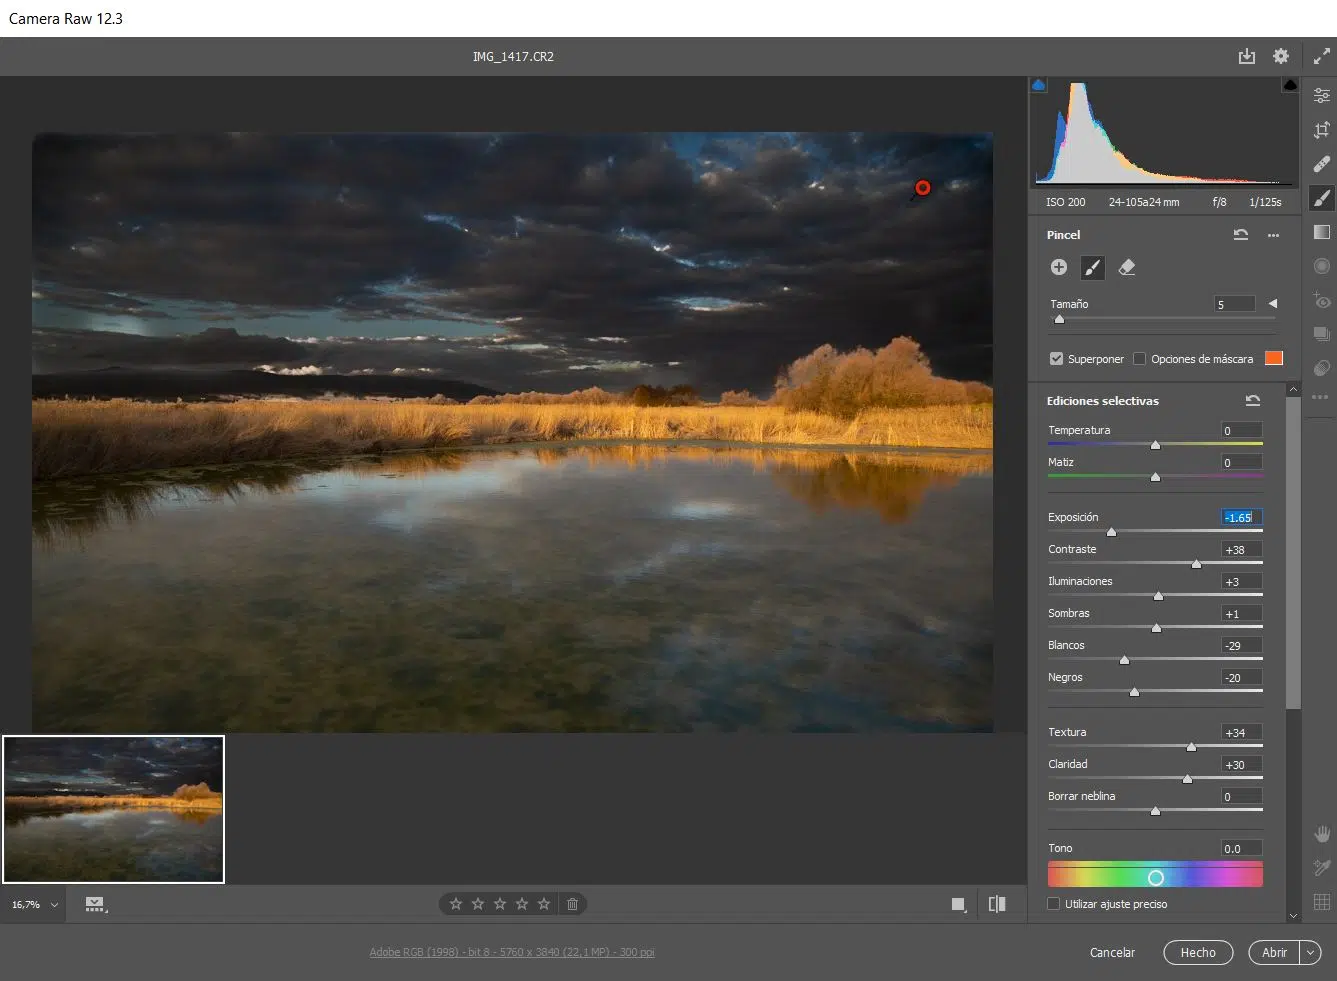 Camera Raw 12.3
IMG_1417.CR2
ISO 200 24-105a24 mm f/8 1/125s
Pincel
Tamaño 5
Superponer Opciones de máscara
Ediciones selectivas
Temperatura 0
Matiz 0
Exposición -1.65
Contraste +38
Iluminaciones +3
Sombras +1
Blancos -29
Negros -20
Textura +34
Claridad +30
Borrar neblina 0
Tono 0.0
Utilizar ajuste preciso
16,7%
Adobe RGB (1998) - bit 8 - 5760 x 3840 (22,1 MP) - 300 ppi
Cancelar Hecho Abrir